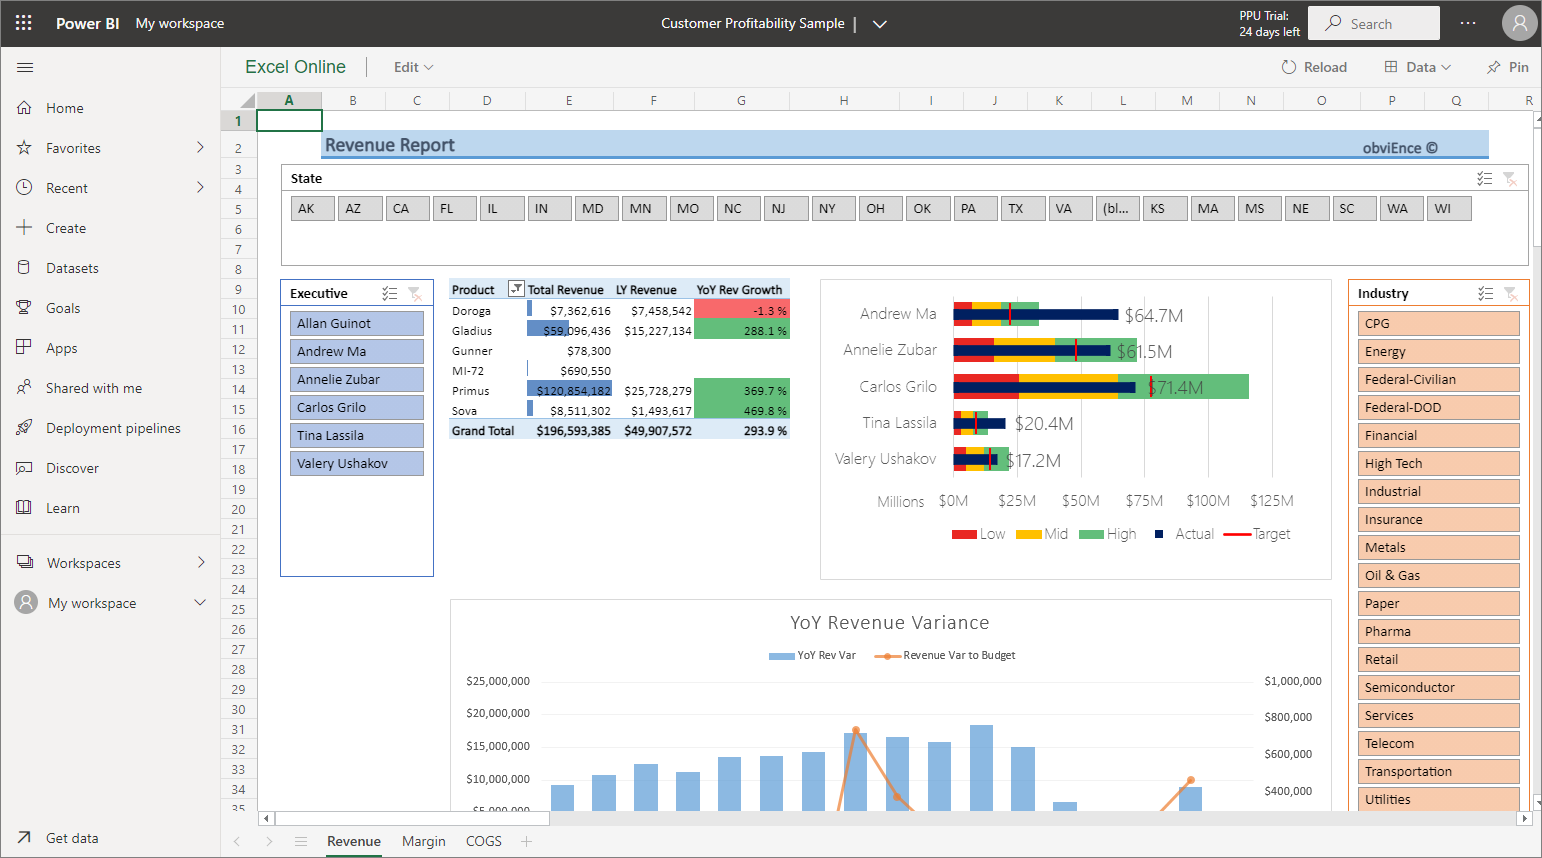 Power BI My workspace
Customer Profitability Sample |
PPU Trial:
24 days left
Search
Excel Online
Edit
Reload
Data
Pin
Home
Favorites
Recent
Create
Datasets
Goals
Apps
Shared with me
Deployment pipelines
Discover
Learn
Workspaces
My workspace
Get data
A B C D E F G H I J K L M N O P Q R
1
2
3
4
5
6
7
8
9
10
11
12
13
14
15
16
17
18
19
20
21
22
23
24
25
26
27
28
29
30
31
32
33
34
35
Revenue Report
obviEnce ©
State
AK AZ CA FL IL IN MD MN MO NC NJ NY OH OK PA TX VA (bl... KS MA MS NE SC WA WI
Executive
Allan Guinot
Andrew Ma
Annelie Zubar
Carlos Grilo
Tina Lassila
Valery Ushakov
Product Total Revenue LY Revenue YoY Rev Growth
Doroga $7,362,616 $7,458,542 -1.3 %
Gladius $59,096,436 $15,227,134 288.1 %
Gunner $78,300
MI-72 $690,550
Primus $120,854,182 $25,728,279 369.7 %
Sova $8,511,302 $1,493,617 469.8 %
Grand Total $196,593,385 $49,907,572 293.9 %
Andrew Ma $64.7M
Annelie Zubar $61.5M
Carlos Grilo $71.4M
Tina Lassila $20.4M
Valery Ushakov $17.2M
Millions $0M $25M $50M $75M $100M $125M
Low Mid High Actual Target
Industry
CPG
Energy
Federal-Civilian
Federal-DOD
Financial
High Tech
Industrial
Insurance
Metals
Oil & Gas
Paper
Pharma
Retail
Semiconductor
Services
Telecom
Transportation
Utilities
YoY Revenue Variance
YoY Rev Var Revenue Var to Budget
$25,000,000
$20,000,000
$15,000,000
$10,000,000
$5,000,000
$1,000,000
$800,000
$600,000
$400,000
Revenue Margin COGS